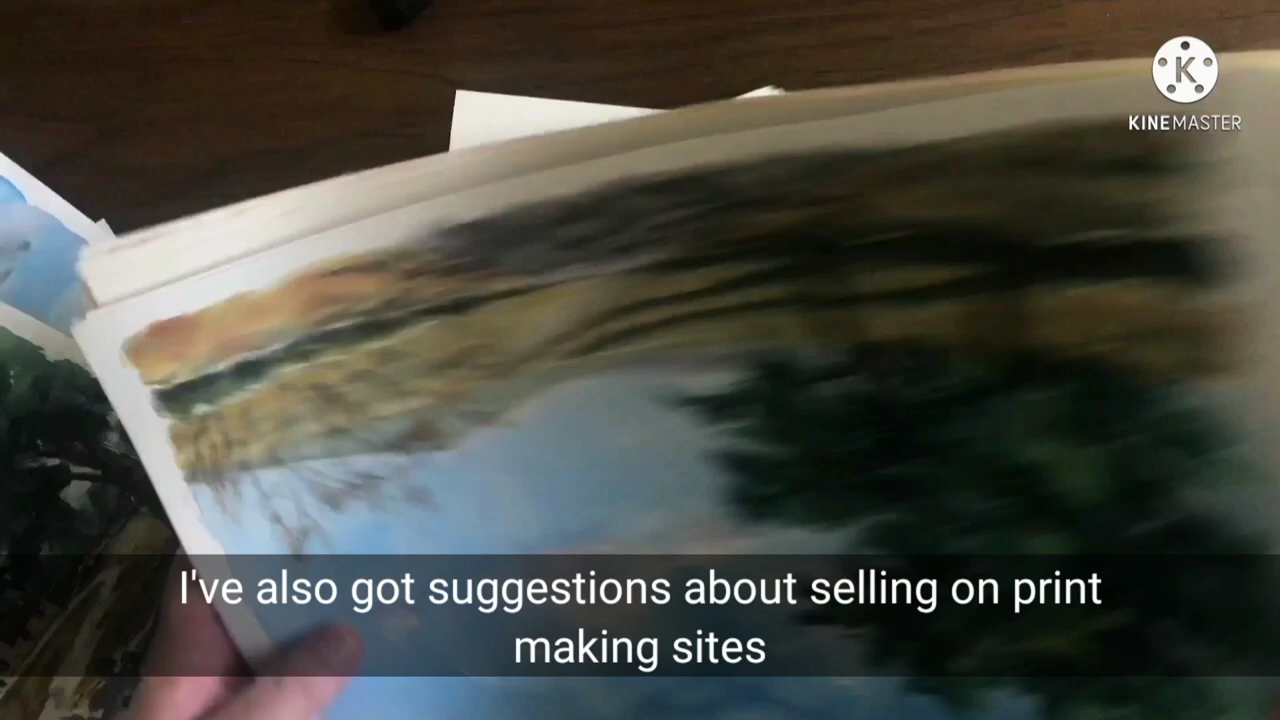 K
KINEMASTER
I've also got suggestions about selling on print
making sites